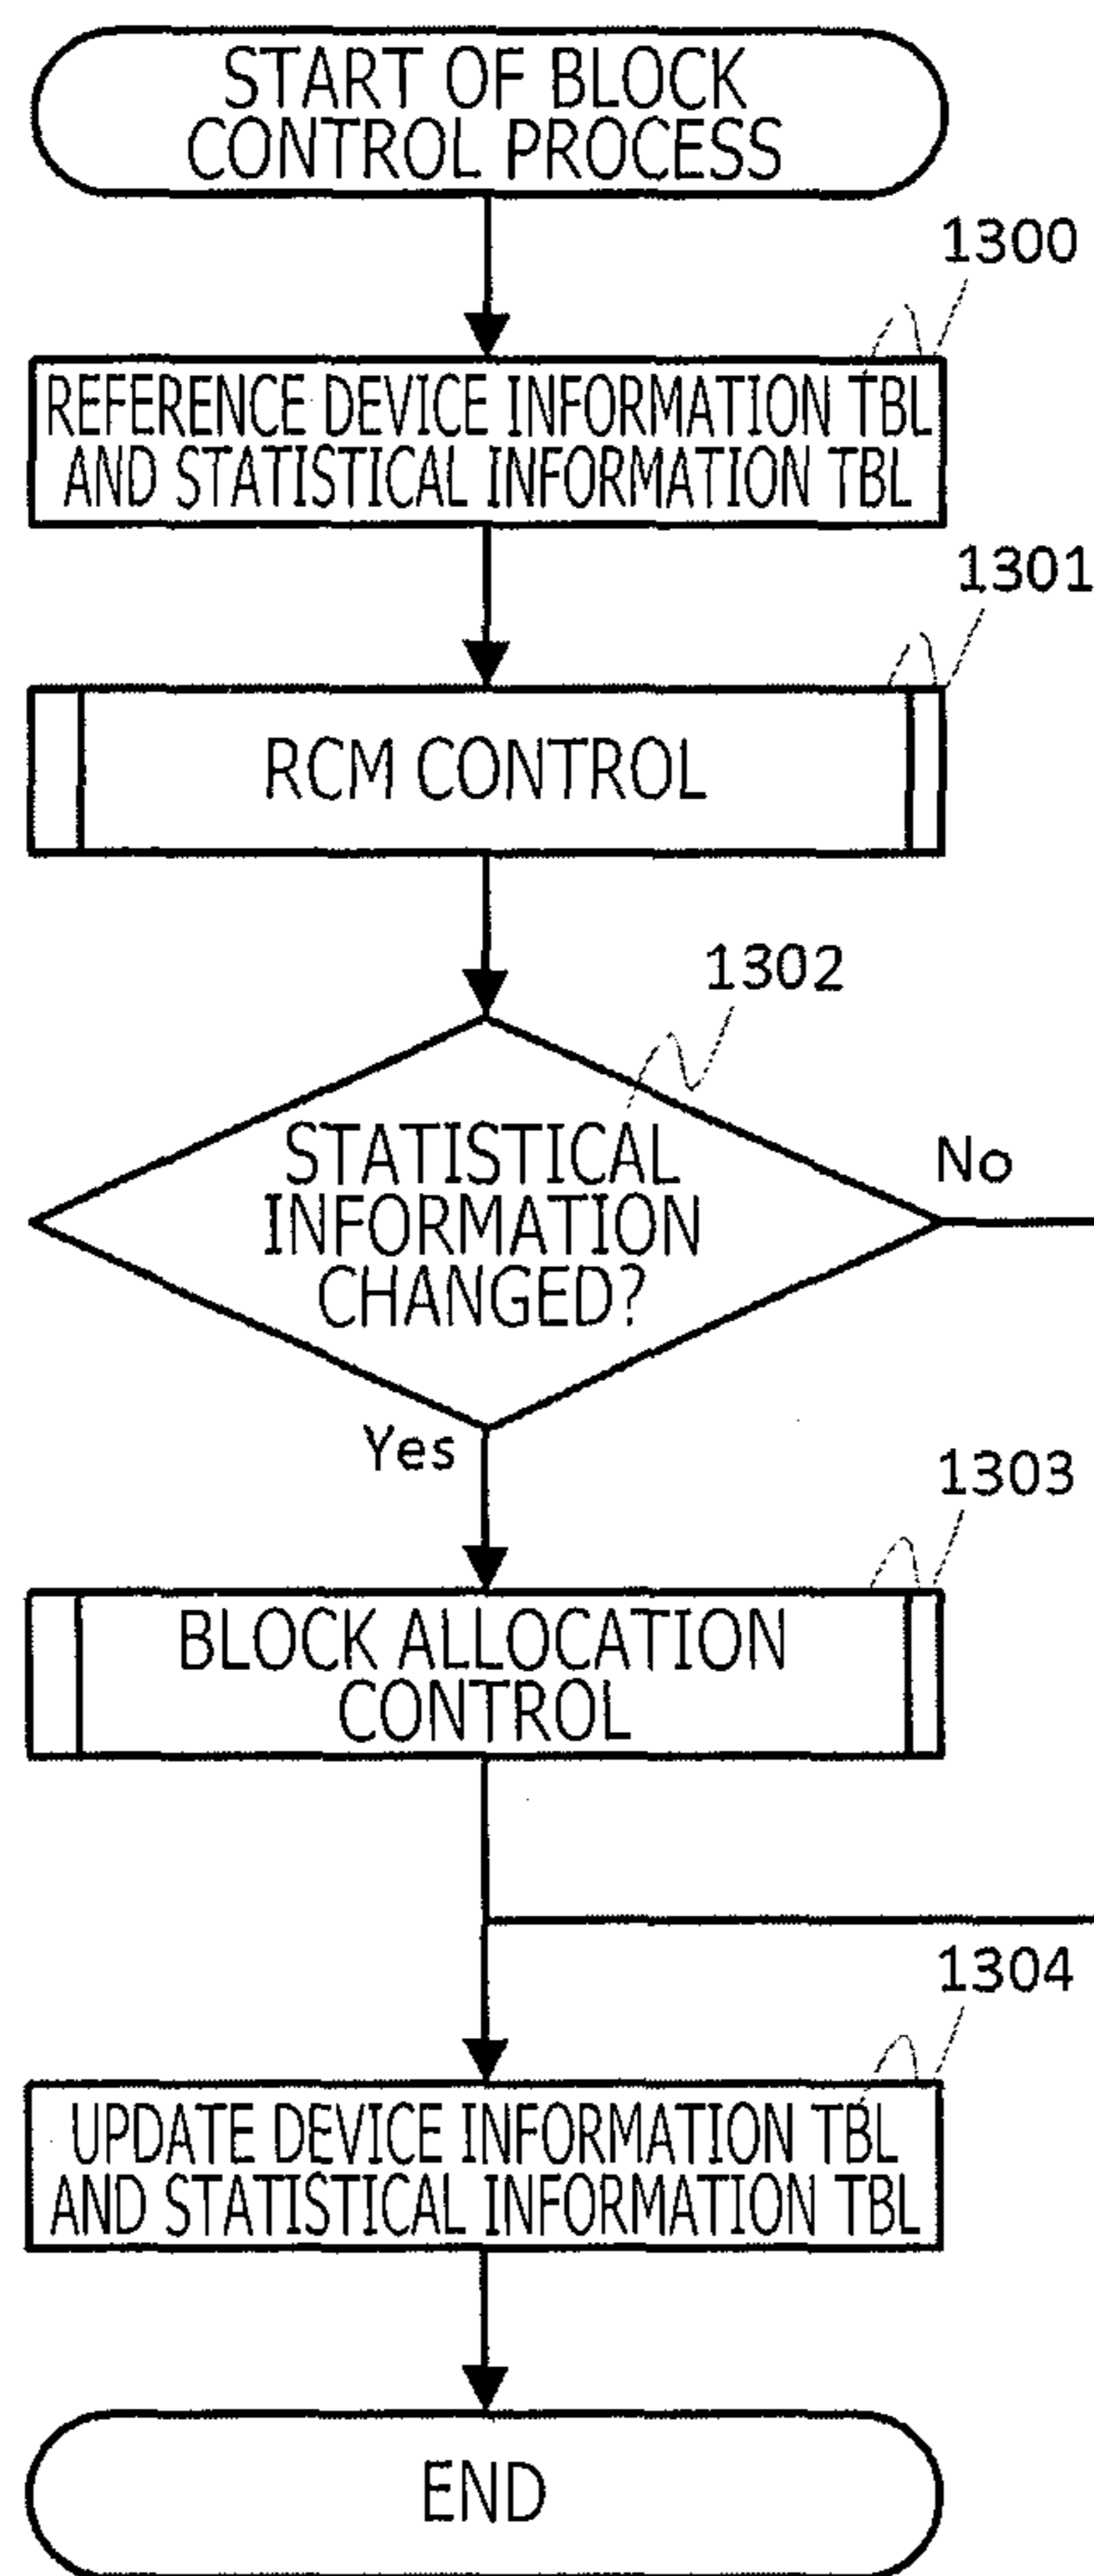 START OF BLOCK
CONTROL PROCESS
1300
REFERENCE DEVICE INFORMATION TBL
AND STATISTICAL INFORMATION TBL
1301
RCM CONTROL
1302
STATISTICAL
INFORMATION
CHANGED?
No
Yes
1303
BLOCK ALLOCATION
CONTROL
1304
UPDATE DEVICE INFORMATION TBL
AND STATISTICAL INFORMATION TBL
END